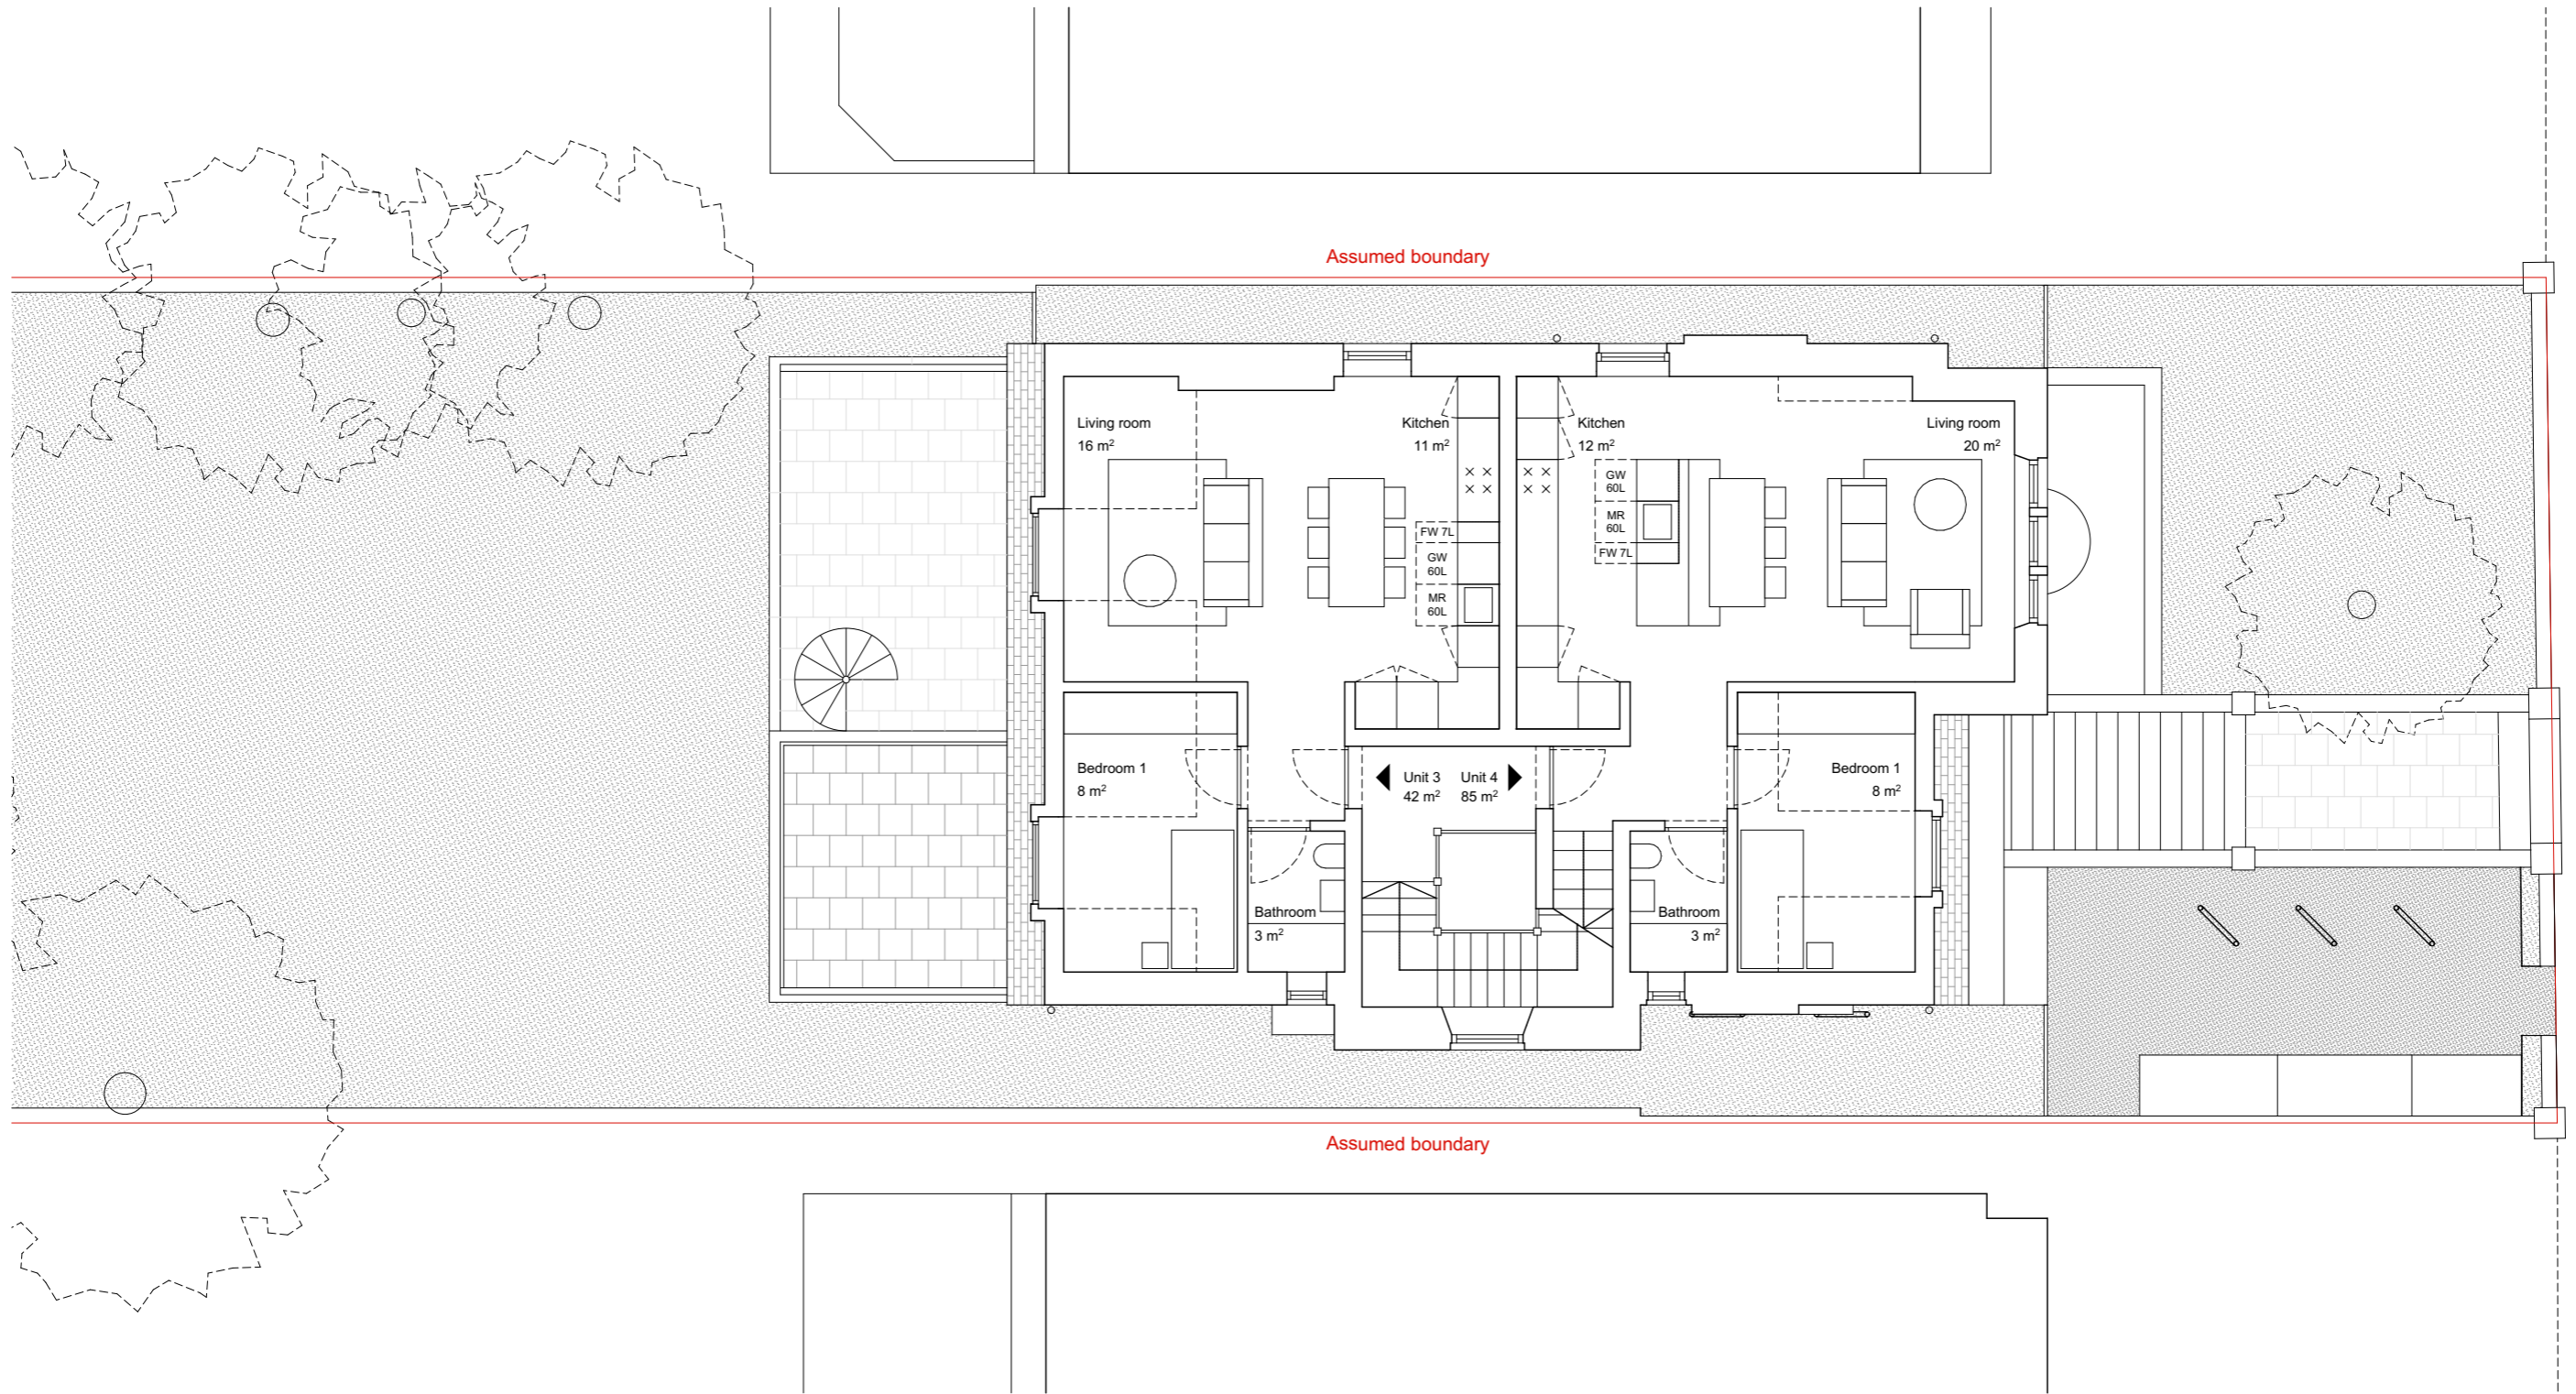 Assumed boundary
Living room
16 m²
Kitchen
11 m²
Kitchen
12 m²
Living room
20 m²
GW
60L
MR
60L
FW 7L
FW 7L
GW
60L
MR
60L
Bedroom 1
8 m²
Unit 3
42 m²
Unit 4
85 m²
Bedroom 1
8 m²
Bathroom
3 m²
Bathroom
3 m²
Assumed boundary